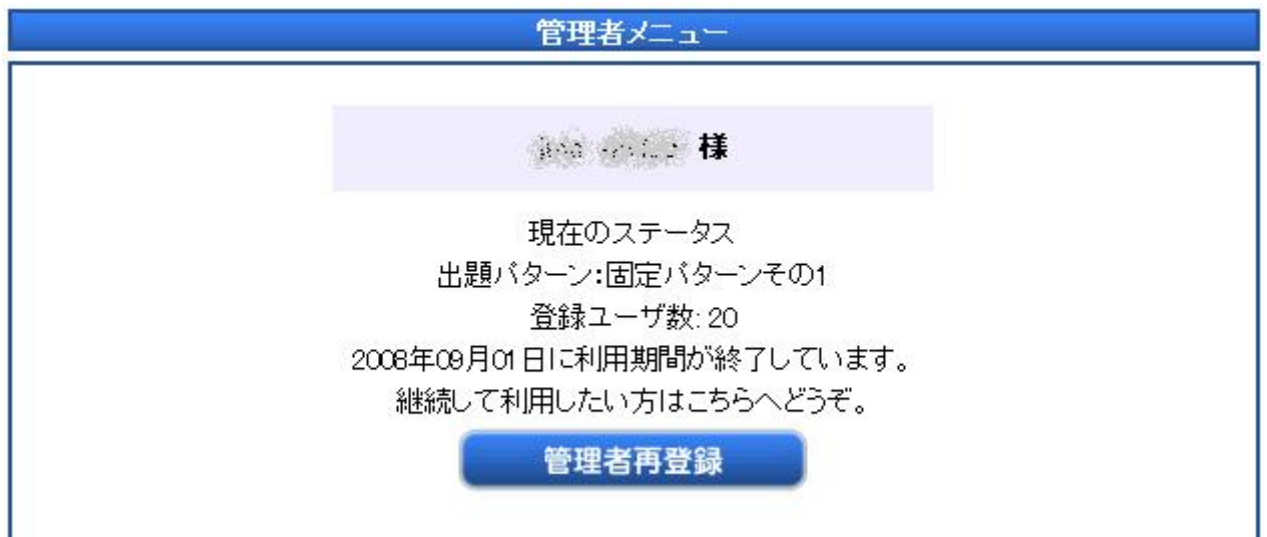 管理者メニュー
様
現在のステータス
出題パターン:固定パターンその1
登録ユーザ数: 20
2008年09月01日に利用期間が終了しています。
継続して利用したい方はこちらへどうぞ。
管理者再登録